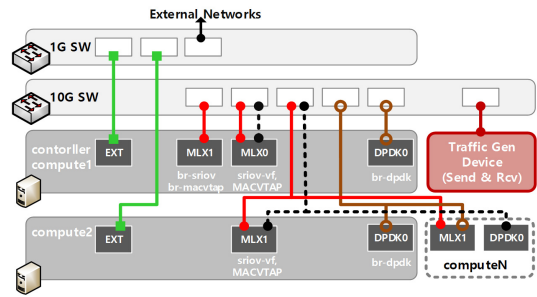 External Networks
1G SW
10G SW
contorller
compute1
EXT
MLX1
MLX0
DPDK0
br-sriov
br-macvtap
sriov-vf,
MACVTAP
br-dpdk
Traffic Gen
Device
(Send & Rcv)
compute2
EXT
MLX1
DPDK0
MLX1
DPDK0
sriov-vf,
MACVTAP
br-dpdk
computeN